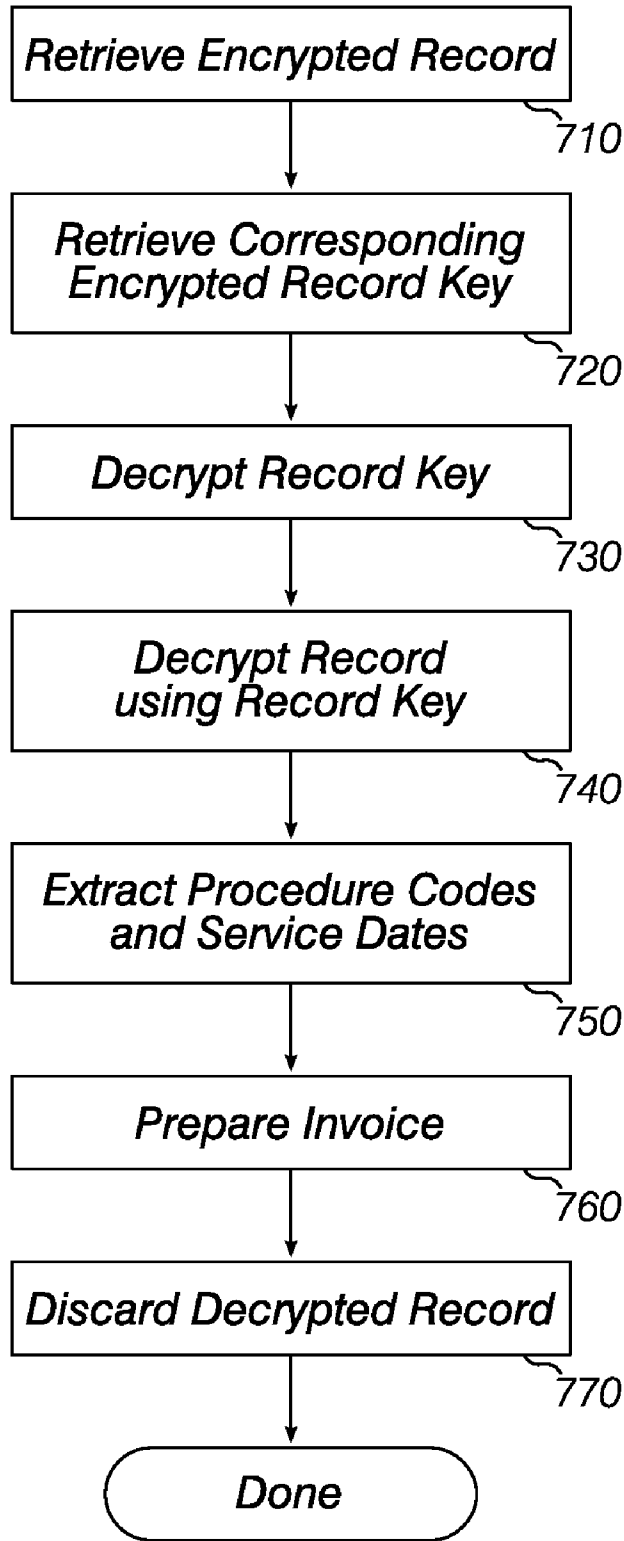 Retrieve Encrypted Record
710
Retrieve Corresponding
Encrypted Record Key
720
Decrypt Record Key
730
Decrypt Record
using Record Key
740
Extract Procedure Codes
and Service Dates
750
Prepare Invoice
760
Discard Decrypted Record
770
Done